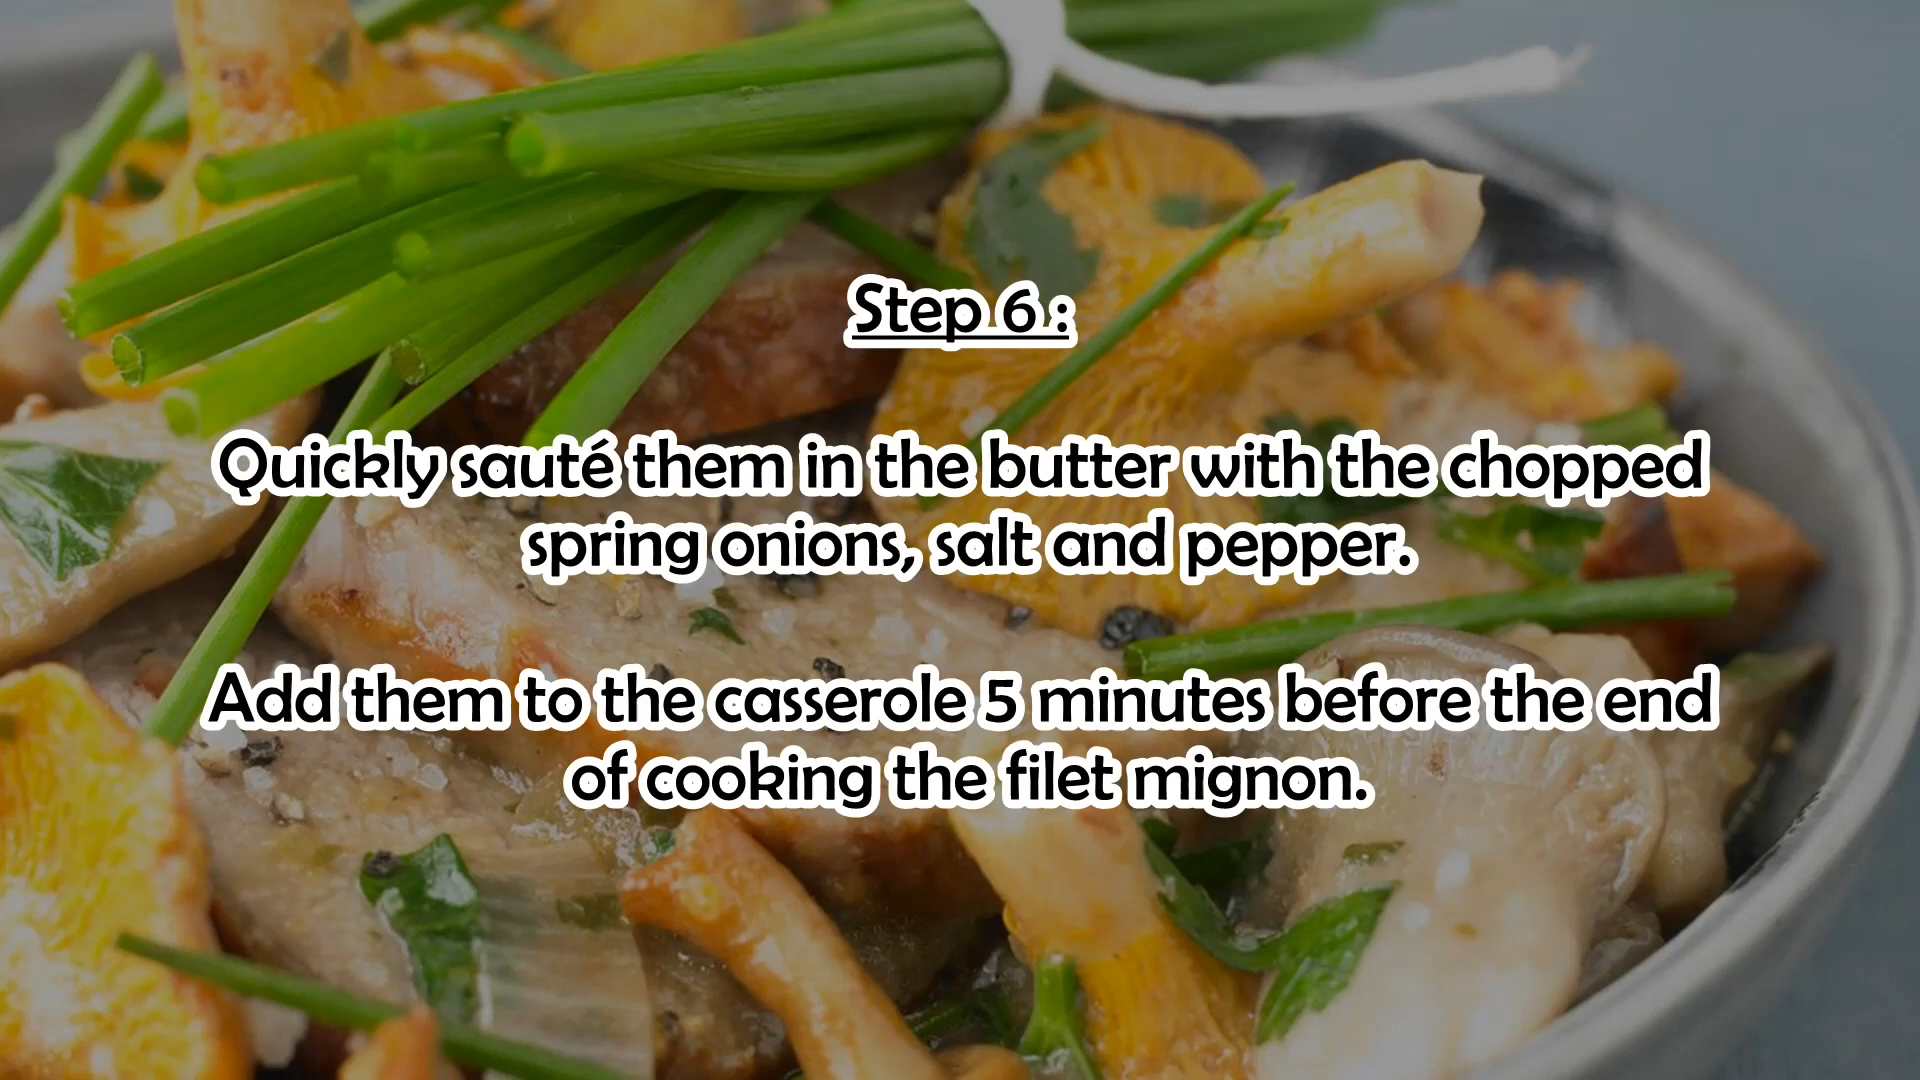 Step 6 :
Quickly sauté them in the butter with the chopped
spring onions, salt and pepper.
Add them to the casserole 5 minutes before the end
of cooking the filet mignon.